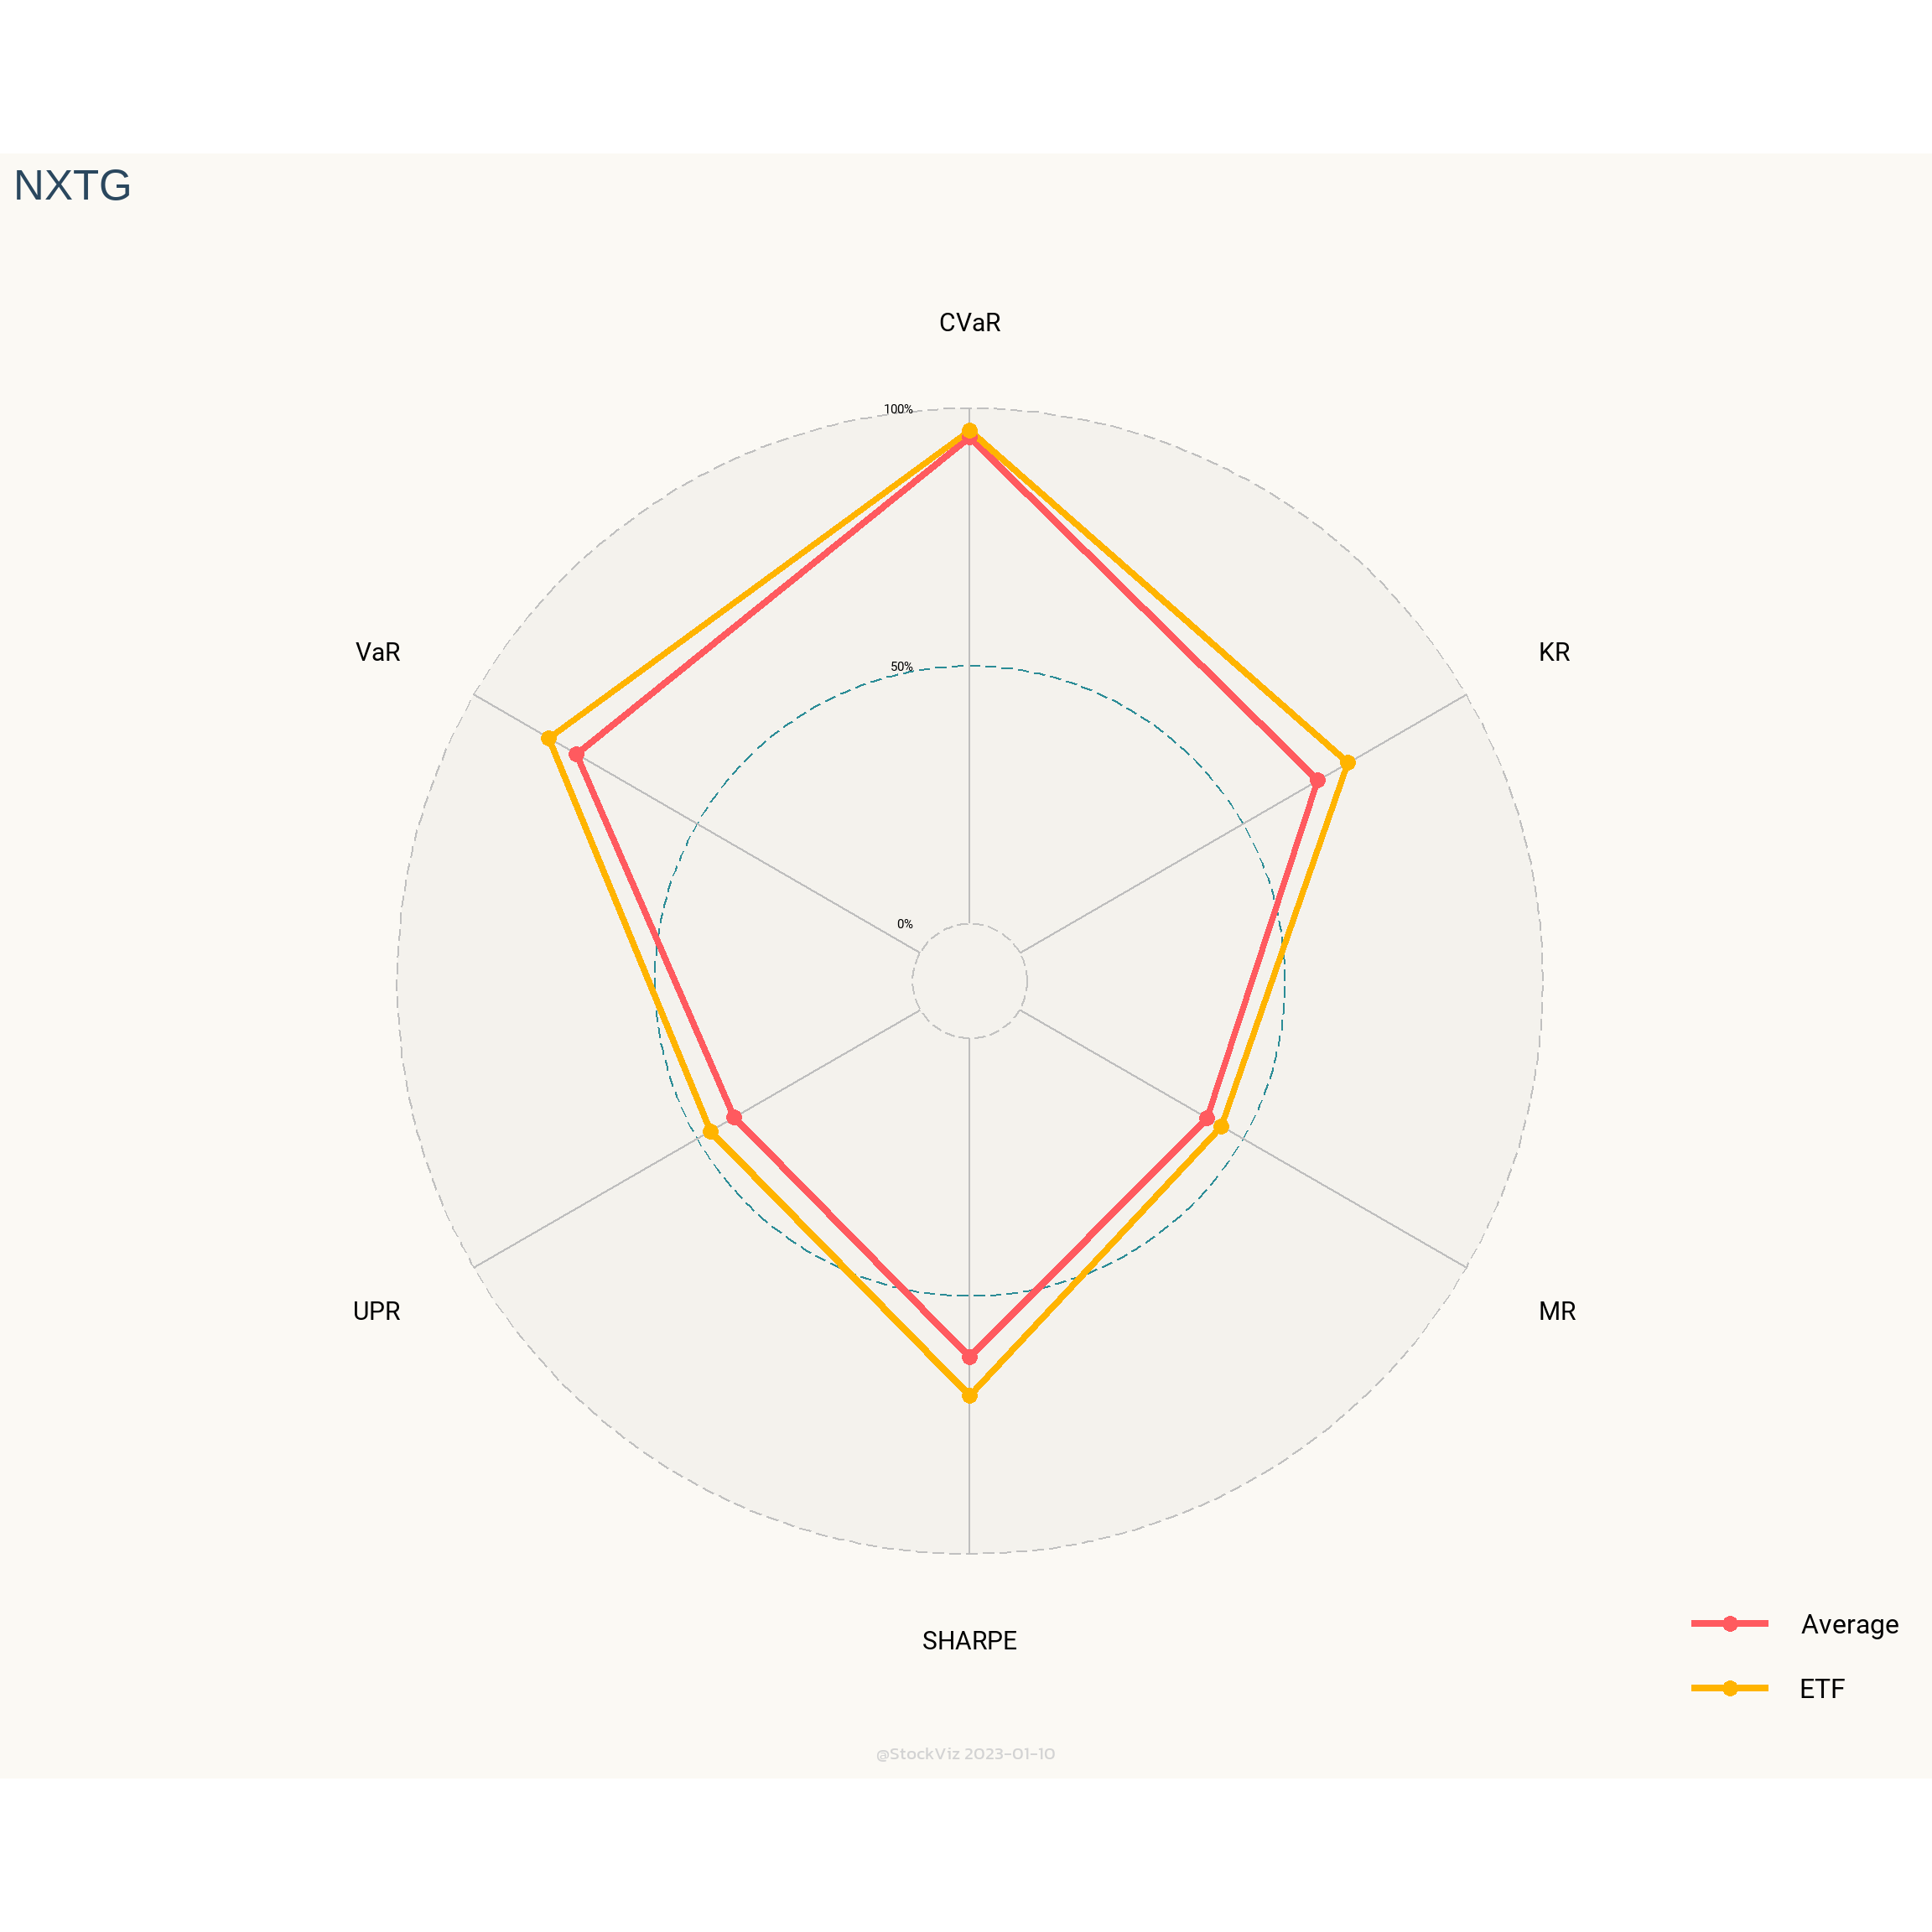 NXTG
CVaR
100%
VaR
KR
50%
0%
UPR
MR
SHARPE
Average
ETF
@StockViz 2023-01-10